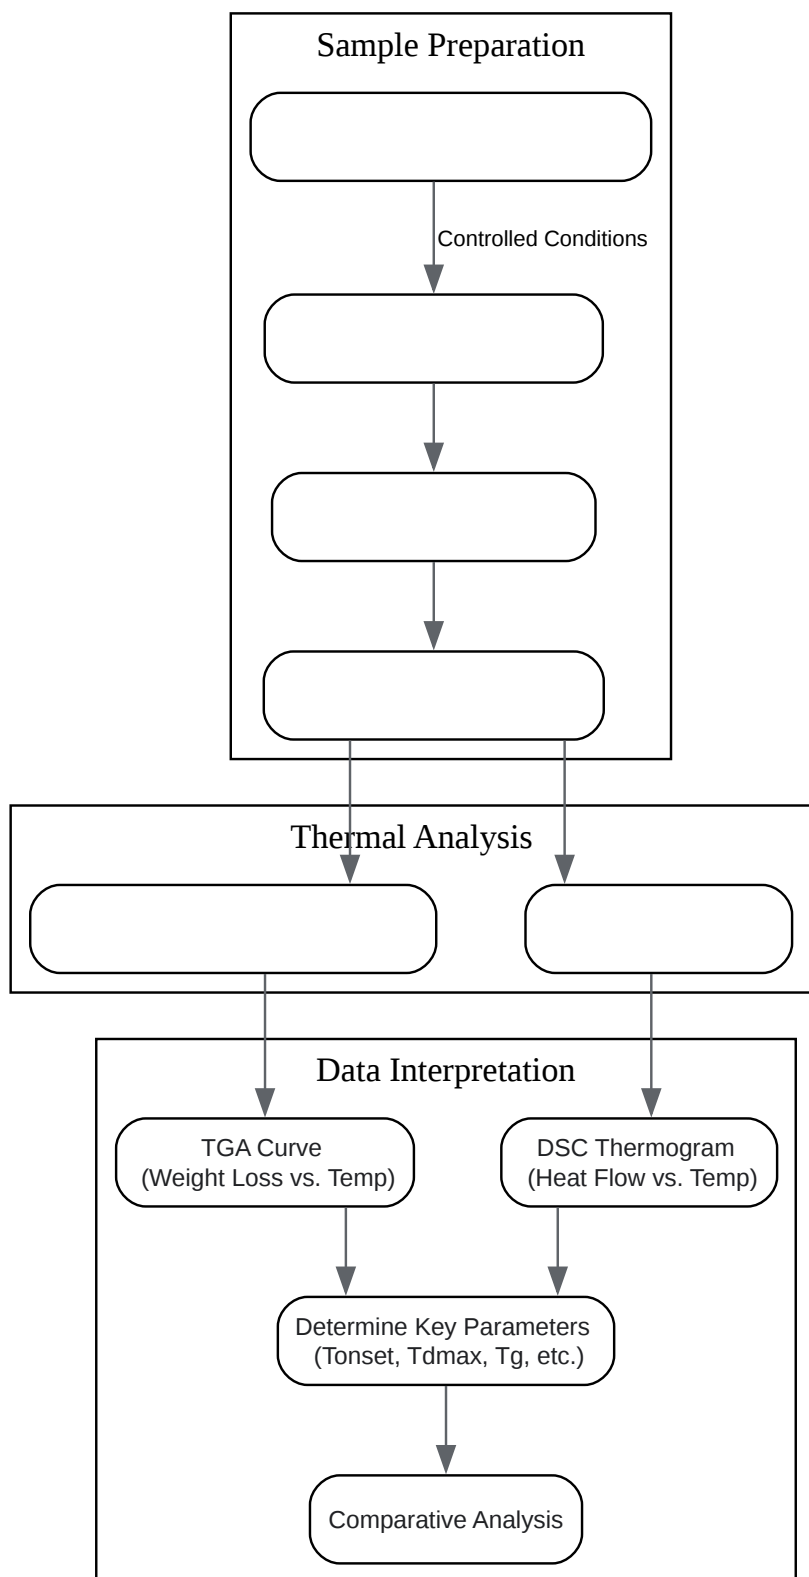 Sample Preparation
Controlled Conditions
Thermal Analysis
Data Interpretation
TGA Curve
(Weight Loss vs. Temp)
DSC Thermogram
(Heat Flow vs. Temp)
Determine Key Parameters
(Tonset, Tdmax, Tg, etc.)
Comparative Analysis